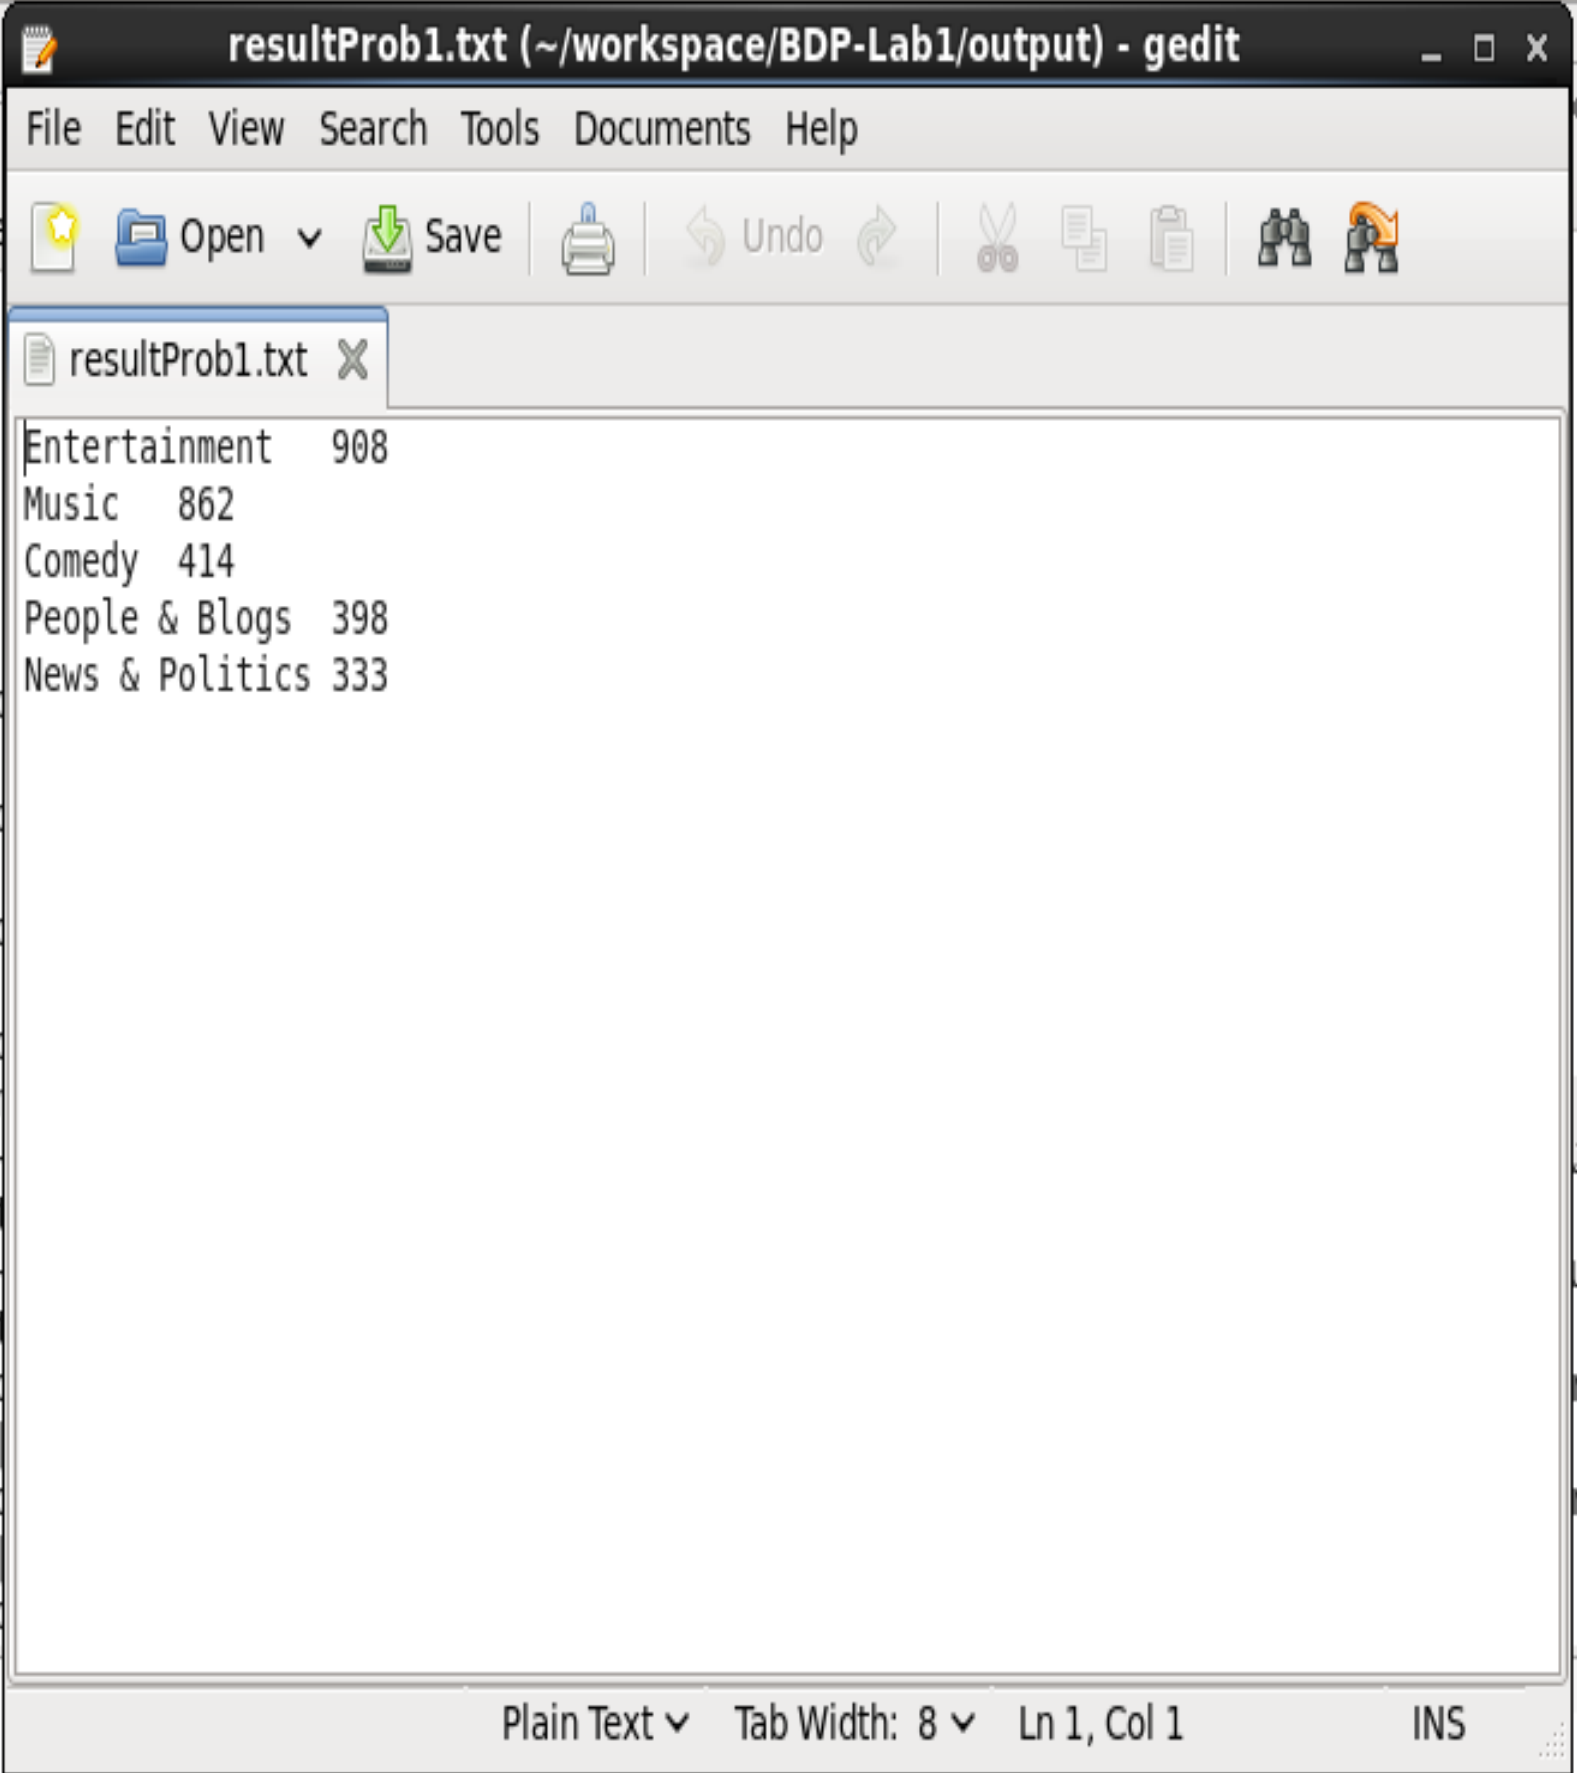 resultProb1.txt (~/workspace/BDP-Lab1/output) - gedit
File Edit View Search Tools Documents Help
Open Save Undo
resultProb1.txt
Entertainment 908
Music 862
Comedy 414
People & Blogs 398
News & Politics 333
Plain Text Tab Width: 8 Ln 1, Col 1 INS